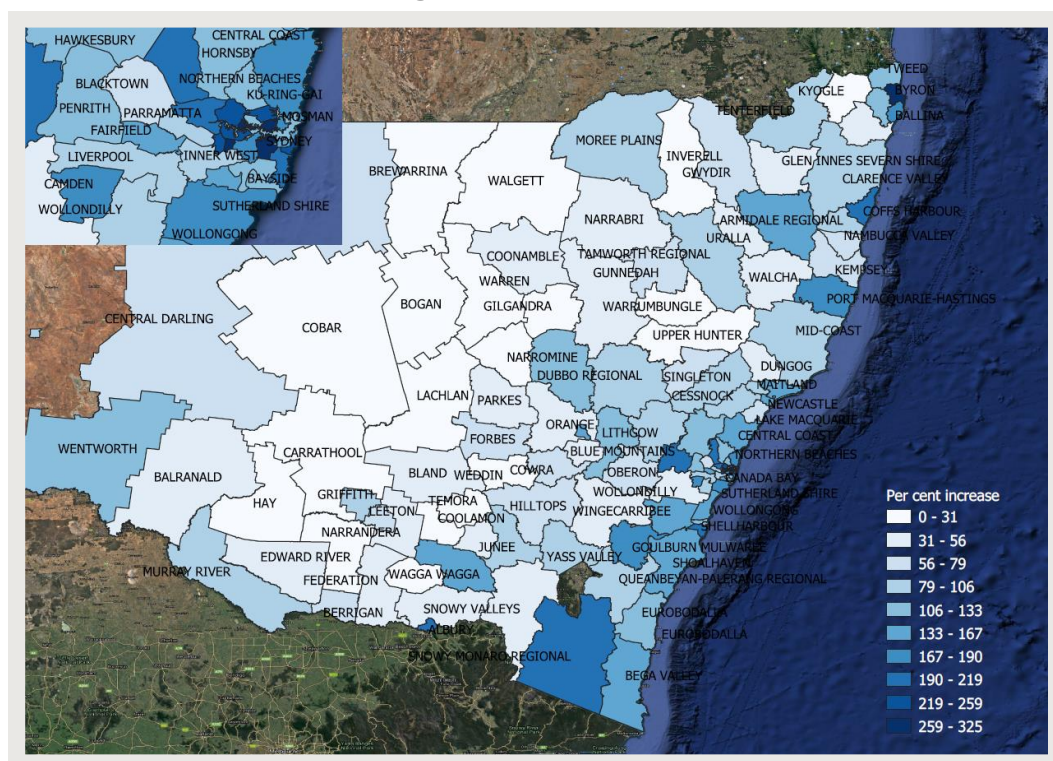 HAWKESBURY
CENTRAL COAST
HORNSBY
BLACKTOWN
NORTHERN BEACHES
KU-RING-GAI
PENRITH
PARRAMATTA
MOSMAN
FAIRFIELD
SYDNEY
LIVERPOOL
INNER WEST
BAYSIDE
CAMDEN
WOLLONDILLY
SUTHERLAND SHIRE
WOLLONGONG
TWEED
KYOGLE
BYRON
TENTERFIELD
BALLINA
MOREE PLAINS
INVERELL
GWYDIR
GLEN INNES SEVERN SHIRE
BREWARRINA
WALGETT
CLARENCE VALLEY
NARRABRI
ARMIDALE REGIONAL
COFFS HARBOUR
URALLA
NAMBUCCA VALLEY
COONAMBLE
TAMWORTH REGIONAL
GUNNEDAH
WALCHA
KEMPSEY
WARREN
BOGAN
GILGANDRA
WARRUMBUNGLE
PORT MACQUARIE-HASTINGS
CENTRAL DARLING
COBAR
UPPER HUNTER
MID-COAST
NARROMINE
DUBBO REGIONAL
DUNGOG
SINGLETON
MAITLAND
LACHLAN
PARKES
CESSNOCK
NEWCASTLE
LAKE MACQUARIE
ORANGE
LITHGOW
CENTRAL COAST
WENTWORTH
CARRATHOOL
FORBES
BLUE MOUNTAINS
NORTHERN BEACHES
BALRANALD
BLAND
WEDDIN
COWRA
OBERON
CANADA BAY
HAY
GRIFFITH
WOLLONDILLY
SUTHERLAND SHIRE
LEETON
TEMORA
HILLTOPS
WINGECARRIBEE
WOLLONGONG
COOLAMON
SHELLHARBOUR
NARRANDERA
EDWARD RIVER
JUNEE
YASS VALLEY
GOULBURN MULWAREE
SHOALHAVEN
MURRAY RIVER
FEDERATION
WAGGA WAGGA
QUEANBEYAN-PALERANG REGIONAL
BERRIGAN
SNOWY VALLEYS
EUROBODALLA
ALBURY
EUROBODALLA
SNOWY MONARO REGIONAL
BEGA VALLEY
Per cent increase
0 - 31
31 - 56
56 - 79
79 - 106
106 - 133
133 - 167
167 - 190
190 - 219
219 - 259
259 - 325